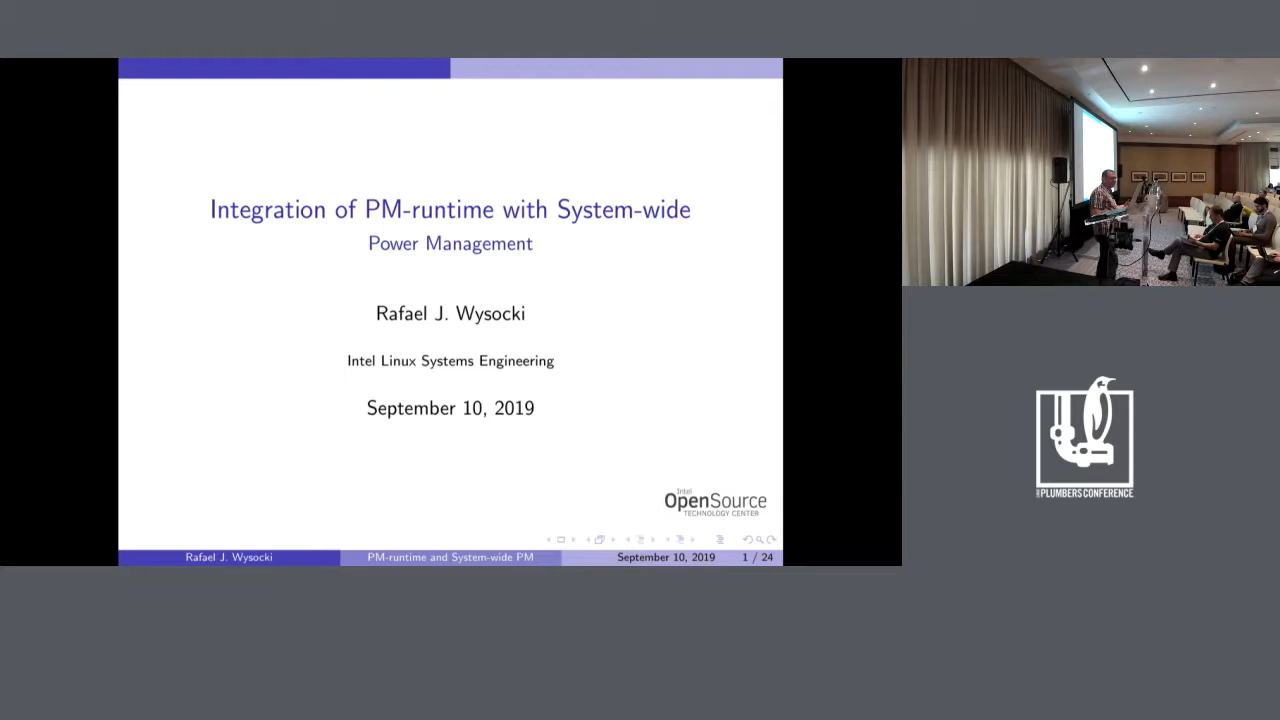 Integration of PM-runtime with System-wide
Power Management
Rafael J. Wysocki
Intel Linux Systems Engineering
September 10, 2019
Intel
OpenSource
TECHNOLOGY CENTER
Rafael J. Wysocki PM-runtime and System-wide PM September 10, 2019 1 / 24
PLUMBERS CONFERENCE